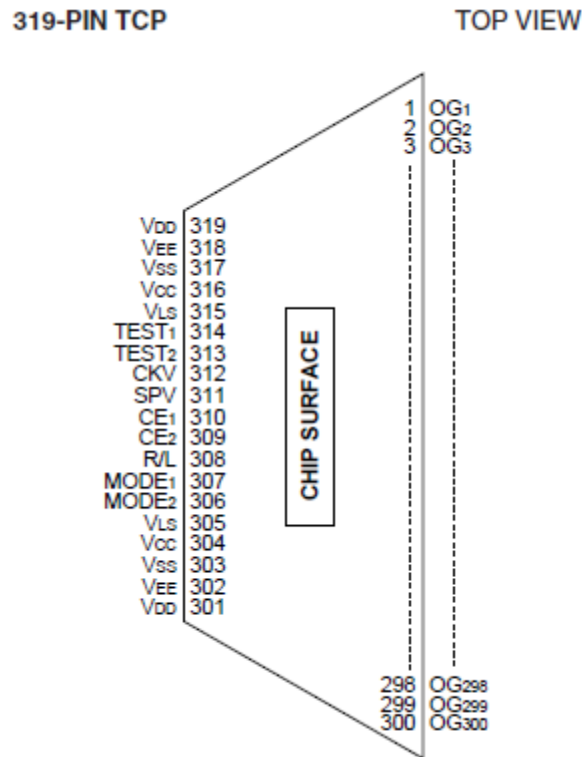 319-PIN TCP TOP VIEW
1 OG1
2 OG2
3 OG3
VDD 319
VEE 318
VSS 317
VCC 316
VLS 315
TEST1 314
TEST2 313
CKV 312
SPV 311
CE1 310
CE2 309
R/L 308
MODE1 307
MODE2 306
VLS 305
VCC 304
VSS 303
VEE 302
VDD 301
CHIP SURFACE
298 OG298
299 OG299
300 OG300